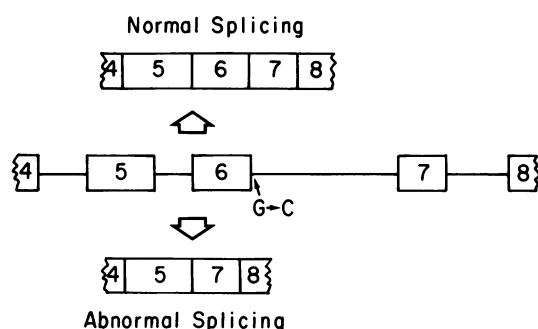 Normal Splicing
4 5 6 7 8
4 5 6 7 8
G→C
4 5 7 8
Abnormal Splicing